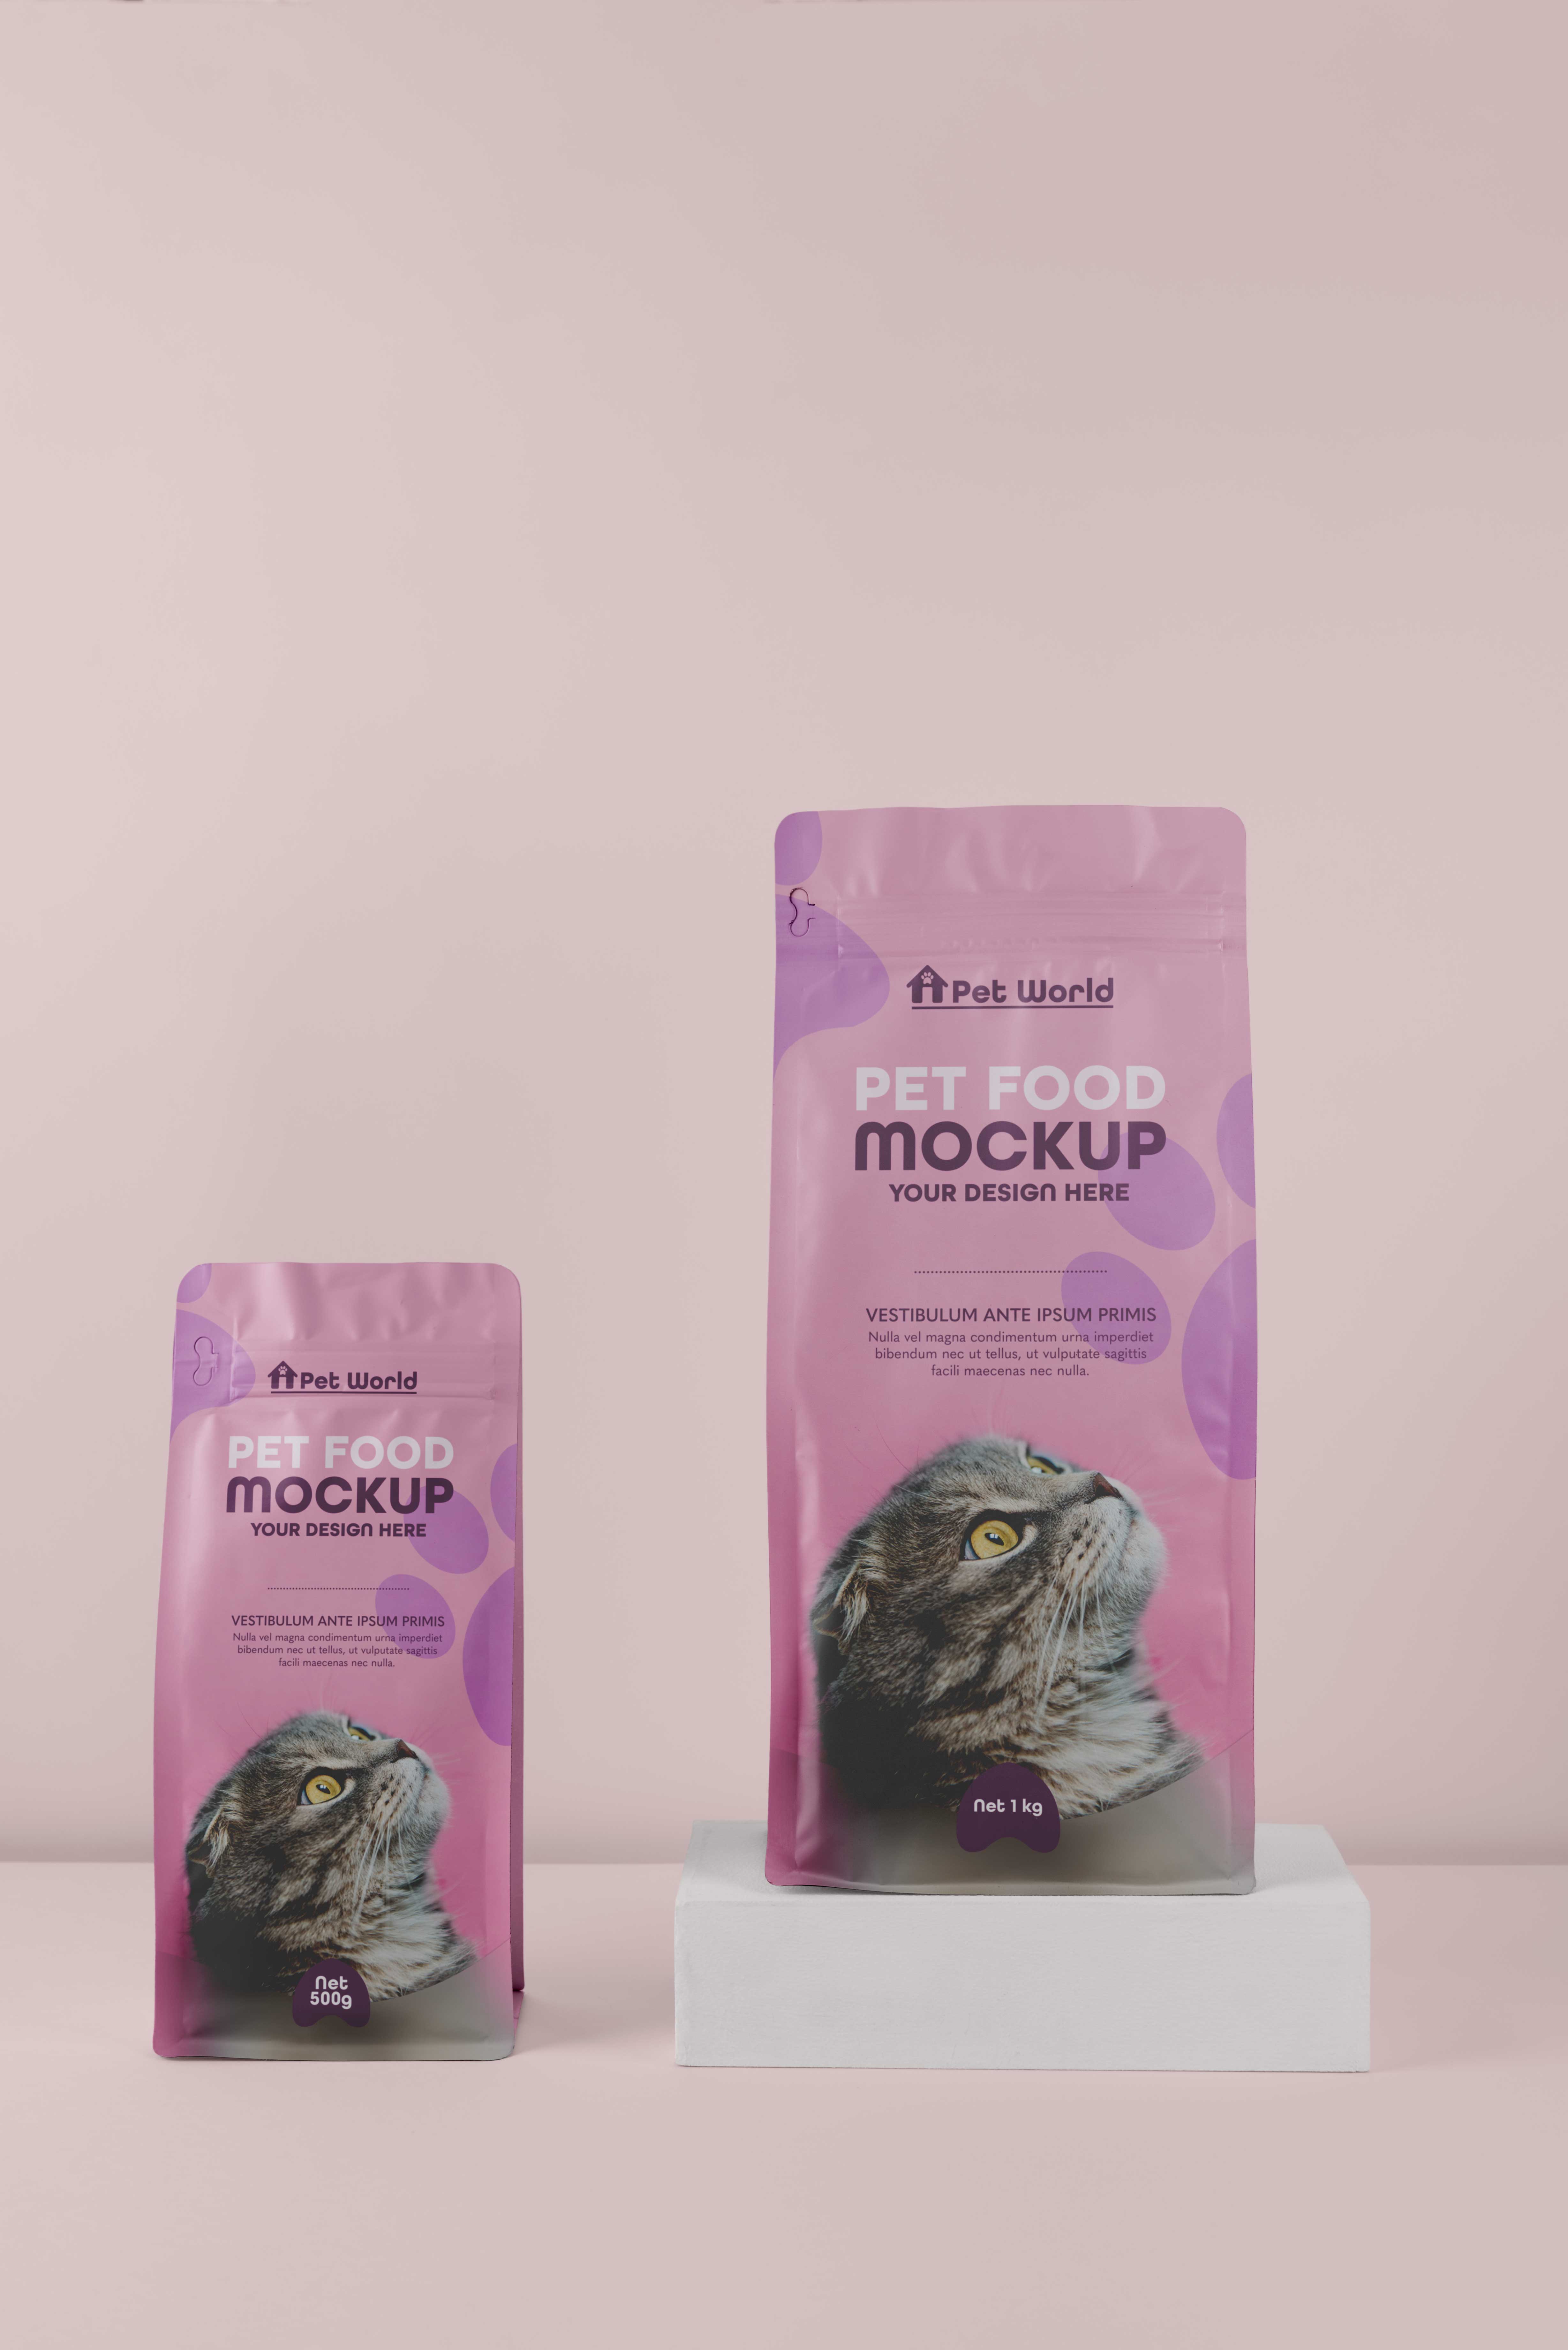 Pet World
PET FOOD
MOCKUP
YOUR DESIGN HERE
VESTIBULUM ANTE IPSUM PRIMIS
Nulla vel magna condimentum urna imperdiet
bibendum nec ut tellus, ut vulputate sagittis
facili maecenas nec nulla.
Net
500g
Pet World
PET FOOD
MOCKUP
YOUR DESIGN HERE
VESTIBULUM ANTE IPSUM PRIMIS
Nulla vel magna condimentum urna imperdiet
bibendum nec ut tellus, ut vulputate sagittis
facili maecenas nec nulla.
Net 1 kg